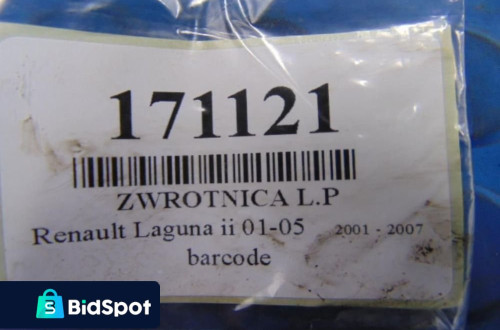 171121
ZWROTNICA L.P
Renault Laguna ii 01-05 2001 - 2007
barcode
S BidSpot